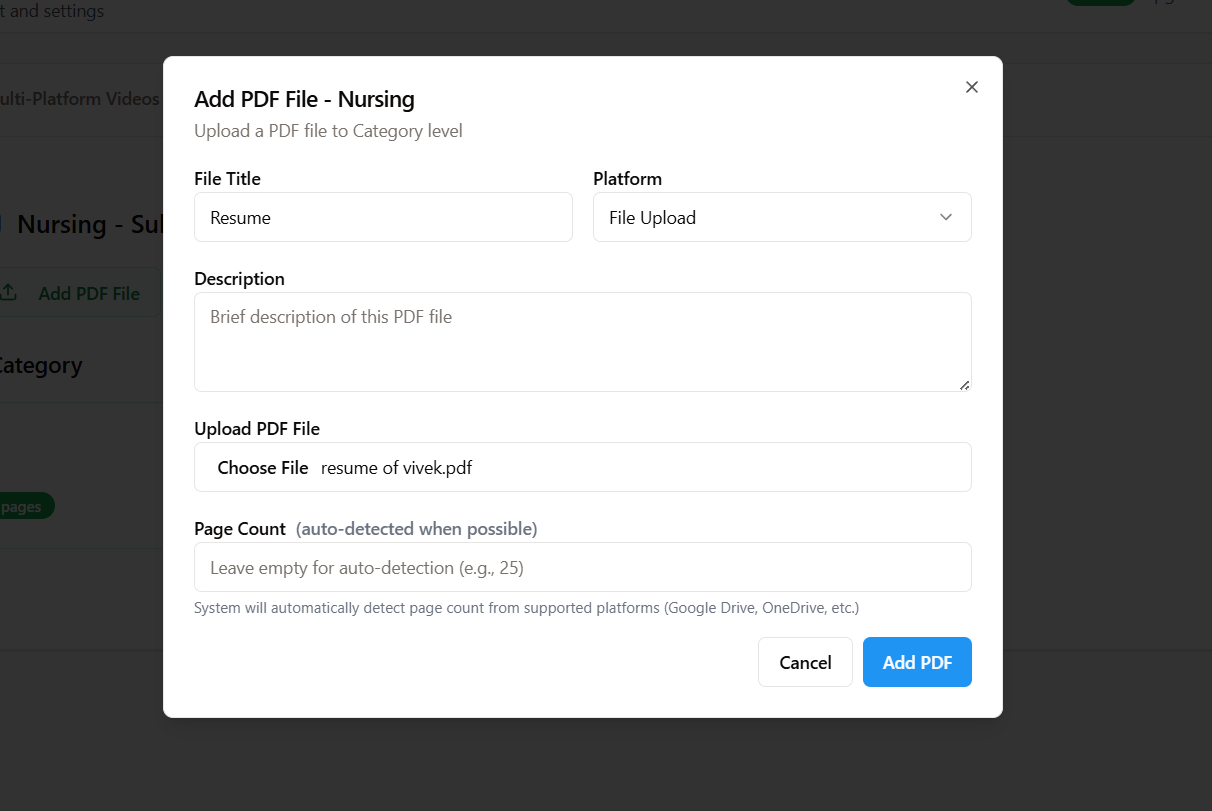 t and settings
ulti-Platform Videos
Add PDF File - Nursing
Upload a PDF file to Category level
File Title
Platform
Resume
File Upload
Nursing - Sul
Description
Add PDF File
Brief description of this PDF file
Category
Upload PDF File
Choose File resume of vivek.pdf
pages
Page Count (auto-detected when possible)
Leave empty for auto-detection (e.g., 25)
System will automatically detect page count from supported platforms (Google Drive, OneDrive, etc.)
Cancel
Add PDF